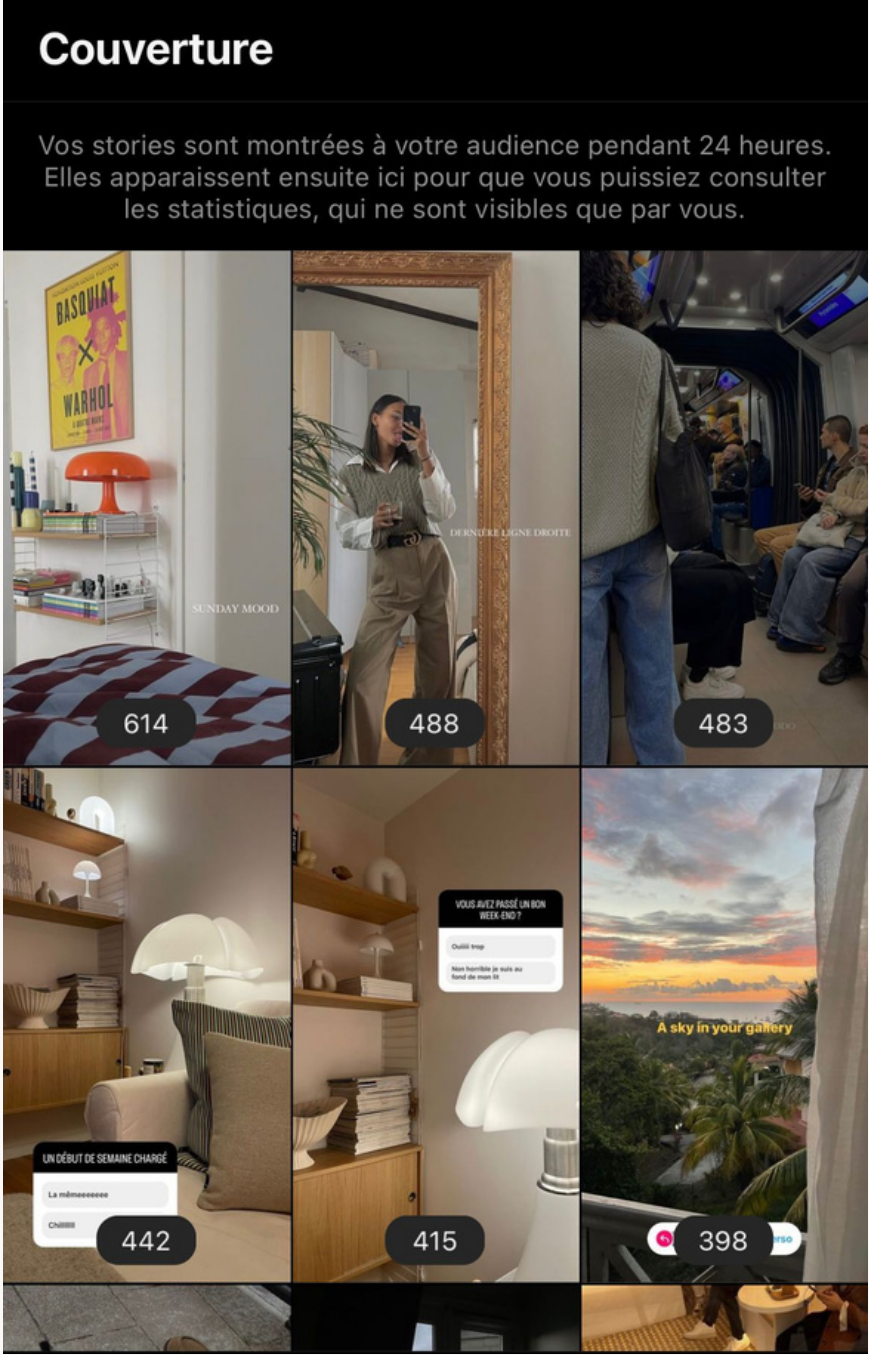 Couverture
Vos stories sont montrées à votre audience pendant 24 heures.
Elles apparaissent ensuite ici pour que vous puissiez consulter
les statistiques, qui ne sont visibles que par vous.
BASQUIAT
X
WARHOL
À QUATRE MAINS
SUNDAY MOOD
614
DERNIÈRE LIGNE DROITE
488
483
UN DÉBUT DE SEMAINE CHARGÉ
La mêmeeeeeee
Chillllllll
442
VOUS AVEZ PASSÉ UN BON
WEEK-END ?
Ouiiii trop
Non horrible je suis au
fond de mon lit
415
A sky in your gallery
398